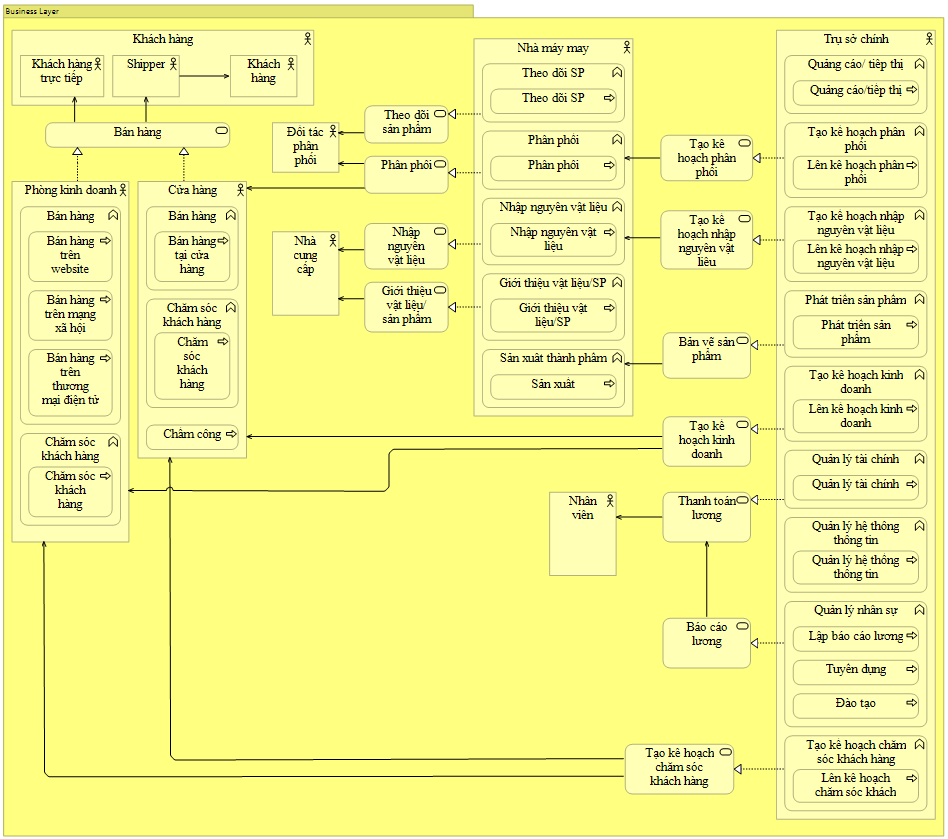 Business Layer
Khách hàng
Khách hàng
trực tiếp
Shipper
Khách
hàng
Bán hàng
Phòng kinh doanh
Bán hàng
Bán hàng
trên
website
Bán hàng
trên mạng
xã hội
Bán hàng
trên
thương
mại điện tử
Chăm sóc
khách hàng
Chăm sóc
khách
hàng
Cửa hàng
Bán hàng
Bán hàng
tại cửa
hàng
Chăm sóc
khách hàng
Chăm
sóc
khách
hàng
Chấm công
Đối tác
phân
phối
Nhà
cung
cấp
Theo dõi
sản phẩm
Phân phối
Nhập
nguyên
vật liệu
Giới thiệu
vật liệu/
sản phẩm
Nhà máy may
Theo dõi SP
Theo dõi SP
Phân phối
Phân phối
Nhập nguyên vật liệu
Nhập nguyên vật
liệu
Giới thiệu vật liệu/SP
Giới thiệu vật
liệu/SP
Sản xuất thành phẩm
Sản xuất
Nhân
viên
Tạo kế
hoạch phân
phối
Tạo kế
hoạch nhập
nguyên vật
liệu
Bản vẽ sản
phẩm
Tạo kế
hoạch kinh
doanh
Thanh toán
lương
Báo cáo
lương
Tạo kế hoạch
chăm sóc
khách hàng
Trụ sở chính
Quảng cáo/ tiếp thị
Quảng cáo/tiếp thị
Tạo kế hoạch phân
phối
Lên kế hoạch phân
phối
Tạo kế hoạch nhập
nguyên vật liệu
Lên kế hoạch nhập
nguyên vật liệu
Phát triển sản phẩm
Phát triển sản
phẩm
Tạo kế hoạch kinh
doanh
Lên kế hoạch kinh
doanh
Quản lý tài chính
Quản lý tài chính
Quản lý hệ thống
thông tin
Quản lý hệ thống
thông tin
Quản lý nhân sự
Lập báo cáo lương
Tuyển dụng
Đào tạo
Tạo kế hoạch chăm
sóc khách hàng
Lên kế hoạch
chăm sóc khách